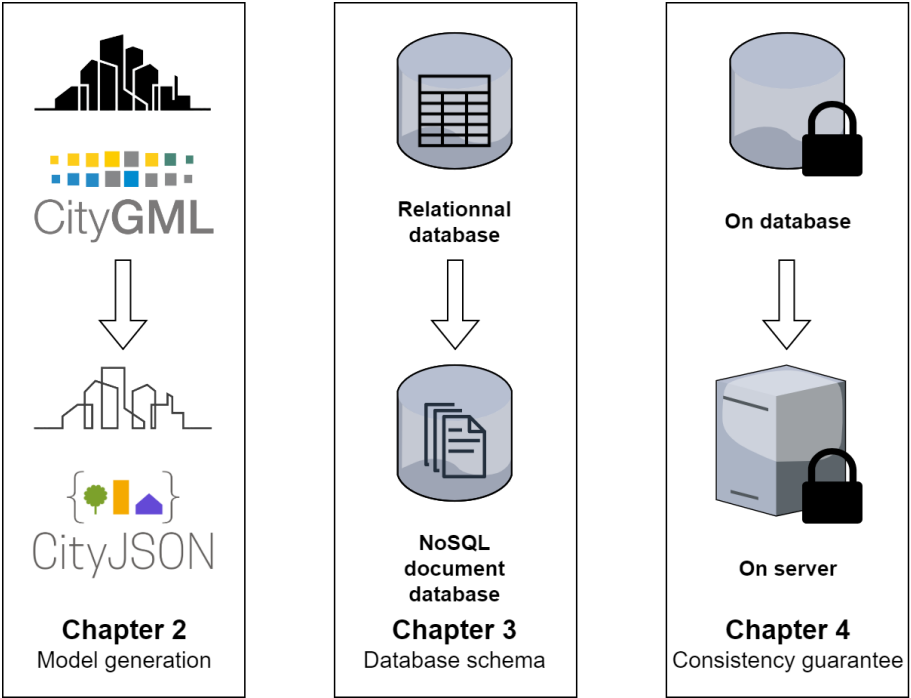 CityGML
CityJSON
Chapter 2
Model generation
Relationnal
database
NoSQL
document
database
Chapter 3
Database schema
On database
On server
Chapter 4
Consistency guarantee